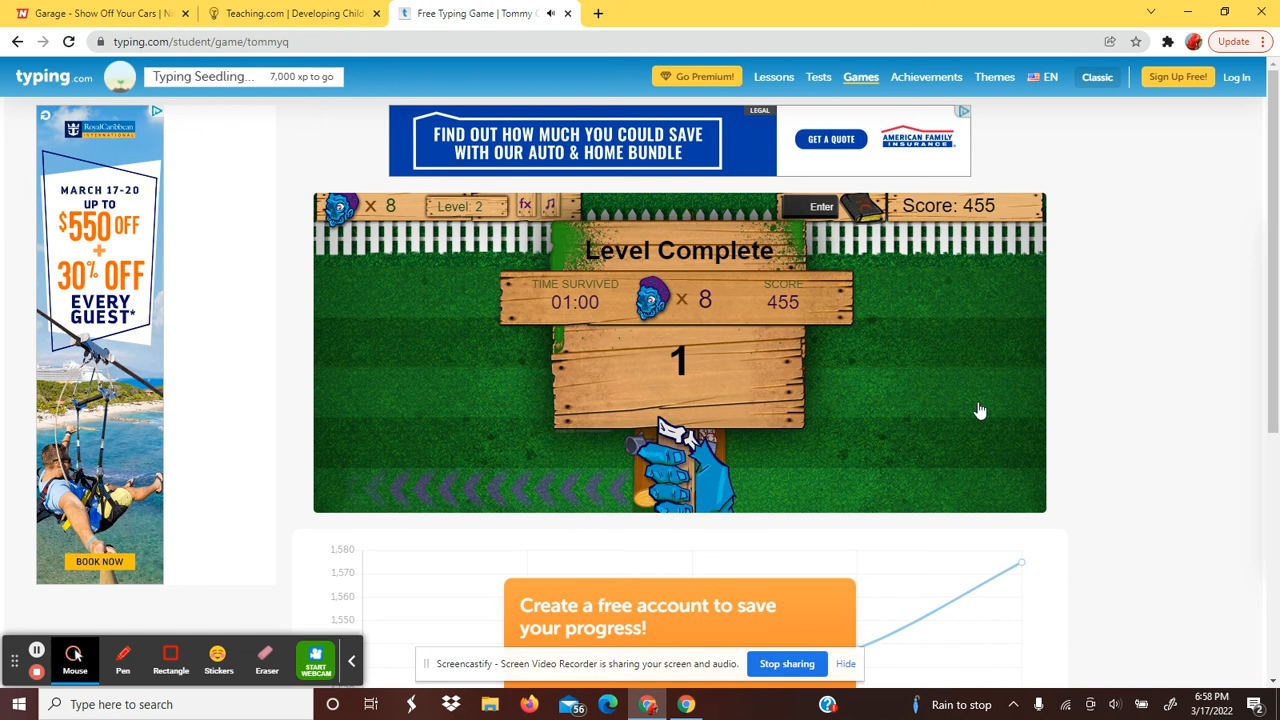 Garage - Show Off Your Cars | Ni
Teaching.com | Developing Child
Free Typing Game | Tommy
typing.com/student/game/tommyq
Update
typing.com
Typing Seedling... 7,000 xp to go
Go Premium!
Lessons
Tests
Games
Achievements
Themes
EN
Classic
Sign Up Free!
Log In
RoyalCaribbean
INTERNATIONAL
MARCH 17-20
UP TO
$550 OFF
+
30% OFF
EVERY
GUEST*
BOOK NOW
LEGAL
FIND OUT HOW MUCH YOU COULD SAVE
WITH OUR AUTO & HOME BUNDLE
GET A QUOTE
AMERICAN FAMILY
INSURANCE
x 8
Level: 2
fx
Enter
Score: 455
Level Complete
TIME SURVIVED
01:00
x 8
SCORE
455
1
1,580
1,570
1,560
1,550
Create a free account to save
your progress!
Mouse
Pen
Rectangle
Stickers
Eraser
START
WEBCAM
Screencastify - Screen Video Recorder is sharing your screen and audio.
Stop sharing
Hide
Type here to search
56
Rain to stop
6:58 PM
3/17/2022
2